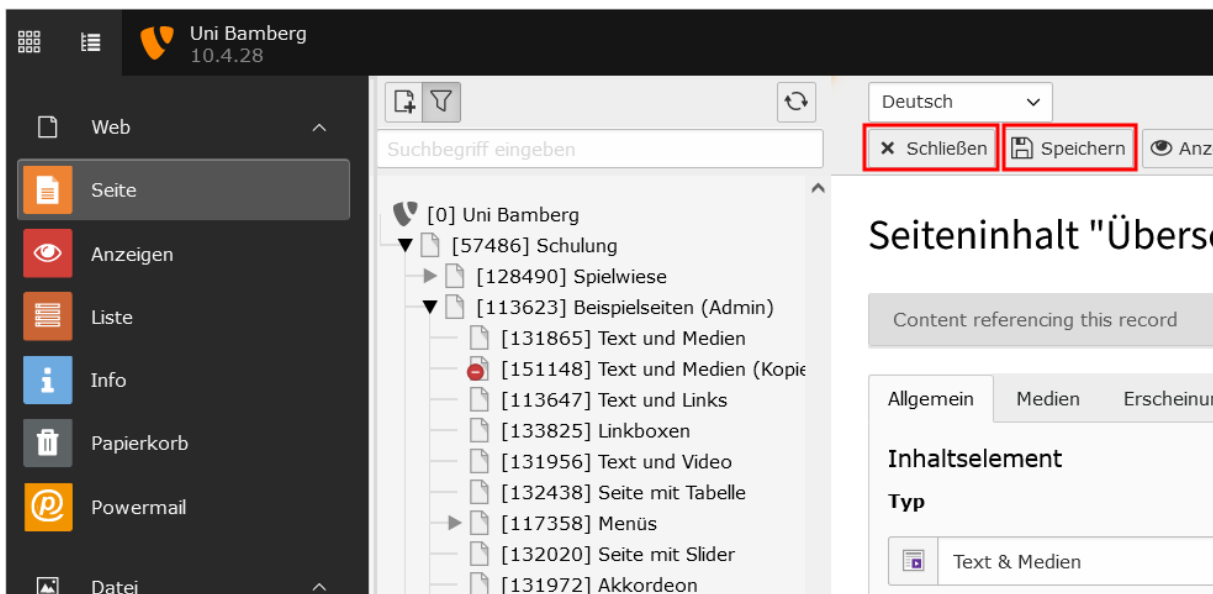 Uni Bamberg
10.4.28
Web
Seite
Anzeigen
Liste
Info
Papierkorb
Powermail
Datei
Suchbegriff eingeben
[0] Uni Bamberg
[57486] Schulung
[128490] Spielwiese
[113623] Beispielseiten (Admin)
[131865] Text und Medien
[151148] Text und Medien (Kopie
[113647] Text und Links
[133825] Linkboxen
[131956] Text und Video
[132438] Seite mit Tabelle
[117358] Menüs
[132020] Seite mit Slider
[131972] Akkordeon
Deutsch
Schließen Speichern Anz
Seiteninhalt "Übers
Content referencing this record
Allgemein Medien Erscheinu
Inhaltselement
Typ
Text & Medien